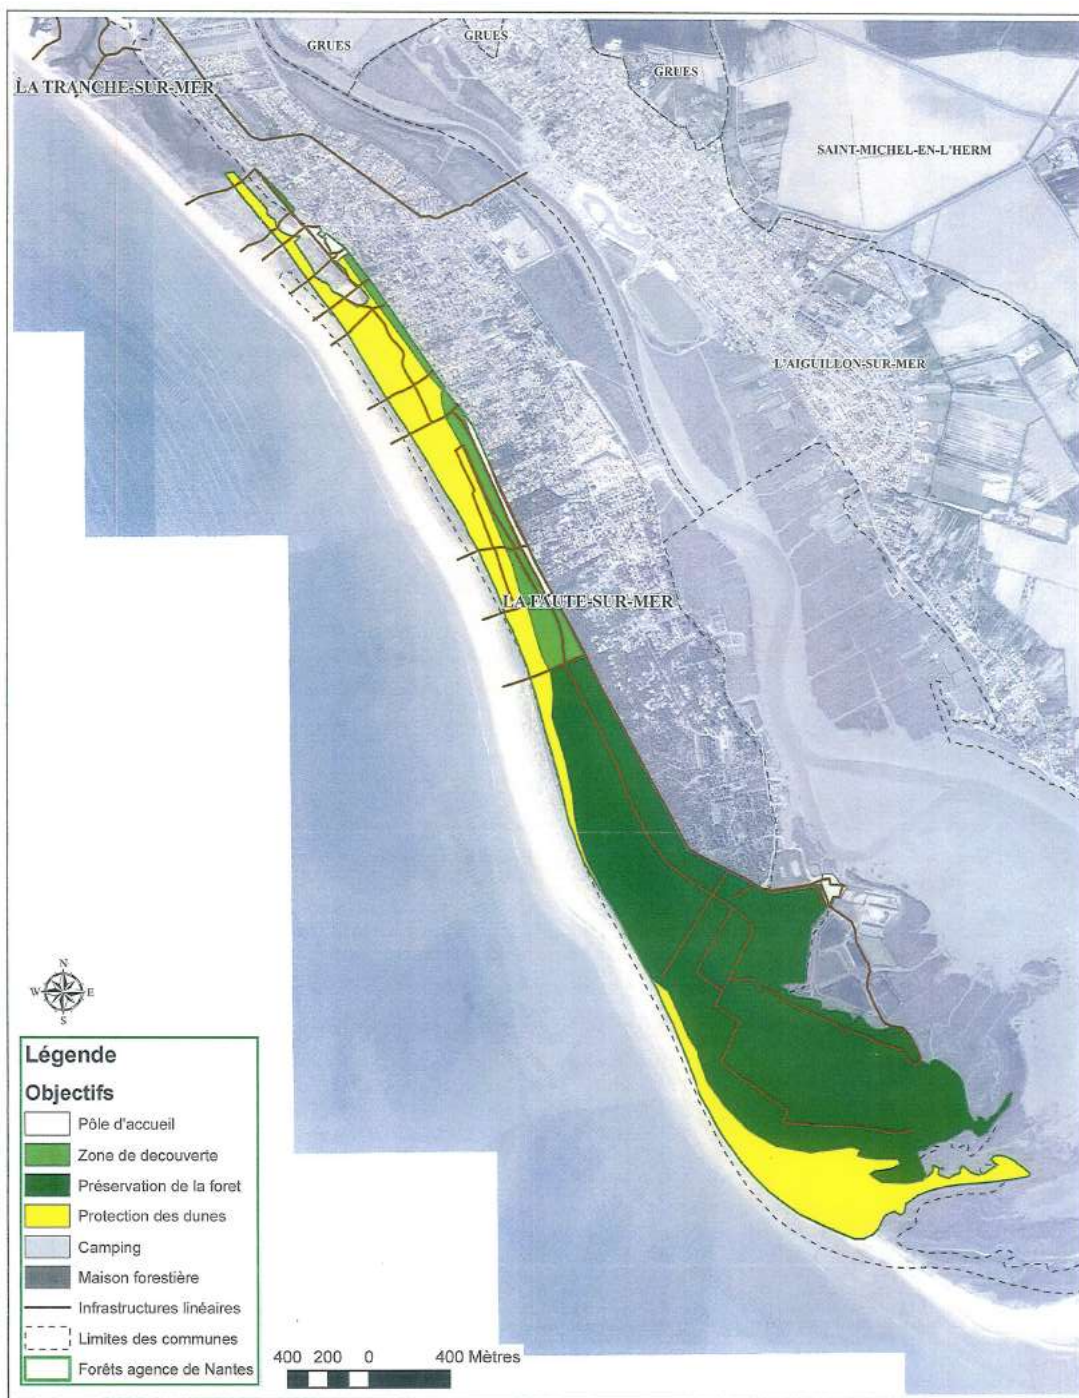 GRUES
GRUES
GRUES
LA TRANCHE-SUR-MER
SAINT-MICHEL-EN-L'HERM
L'AIGUILLON-SUR-MER
LA FAUTE-SUR-MER
N
W E
S
Légende
Objectifs
Pôle d'accueil
Zone de decouverte
Préservation de la foret
Protection des dunes
Camping
Maison forestière
Infrastructures linéaires
Limites des communes
Forêts agence de Nantes
400 200 0 400 Mètres